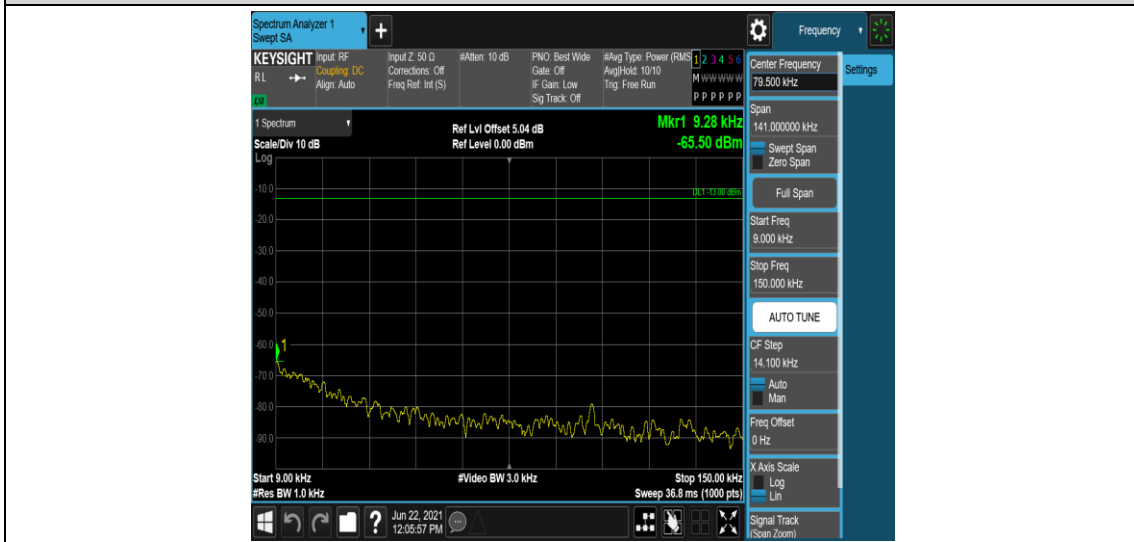 Spectrum Analyzer 1
Swept SA
+
Frequency
KEYSIGHT
RL
Input: RF
Coupling: DC
Align: Auto
Input Z: 50 Ω
Corrections: Off
Freq Ref: Int (S)
#Atten: 10 dB
PNO: Best Wide
Gate: Off
IF Gain: Low
Sig Track: Off
#Avg Type: Power (RMS
Avg|Hold: 10/10
Trig: Free Run
1 2 3 4 5 6
M W W W W W
P P P P P P
1 Spectrum
Scale/Div 10 dB
Log
Ref Lvl Offset 5.04 dB
Ref Level 0.00 dBm
Mkr1 9.28 kHz
-65.50 dBm
DL1 -13.00 dBm
-10.0
-20.0
-30.0
-40.0
-50.0
-60.0
-70.0
-80.0
-90.0
1
Start 9.00 kHz
#Res BW 1.0 kHz
#Video BW 3.0 kHz
Stop 150.00 kHz
Sweep 36.8 ms (1000 pts)
Jun 22, 2021
12:05:57 PM
?
Center Frequency
79.500 kHz
Settings
Span
141.000000 kHz
Swept Span
Zero Span
Full Span
Start Freq
9.000 kHz
Stop Freq
150.000 kHz
AUTO TUNE
CF Step
14.100 kHz
Auto
Man
Freq Offset
0 Hz
X Axis Scale
Log
Lin
Signal Track
(Span Zoom)